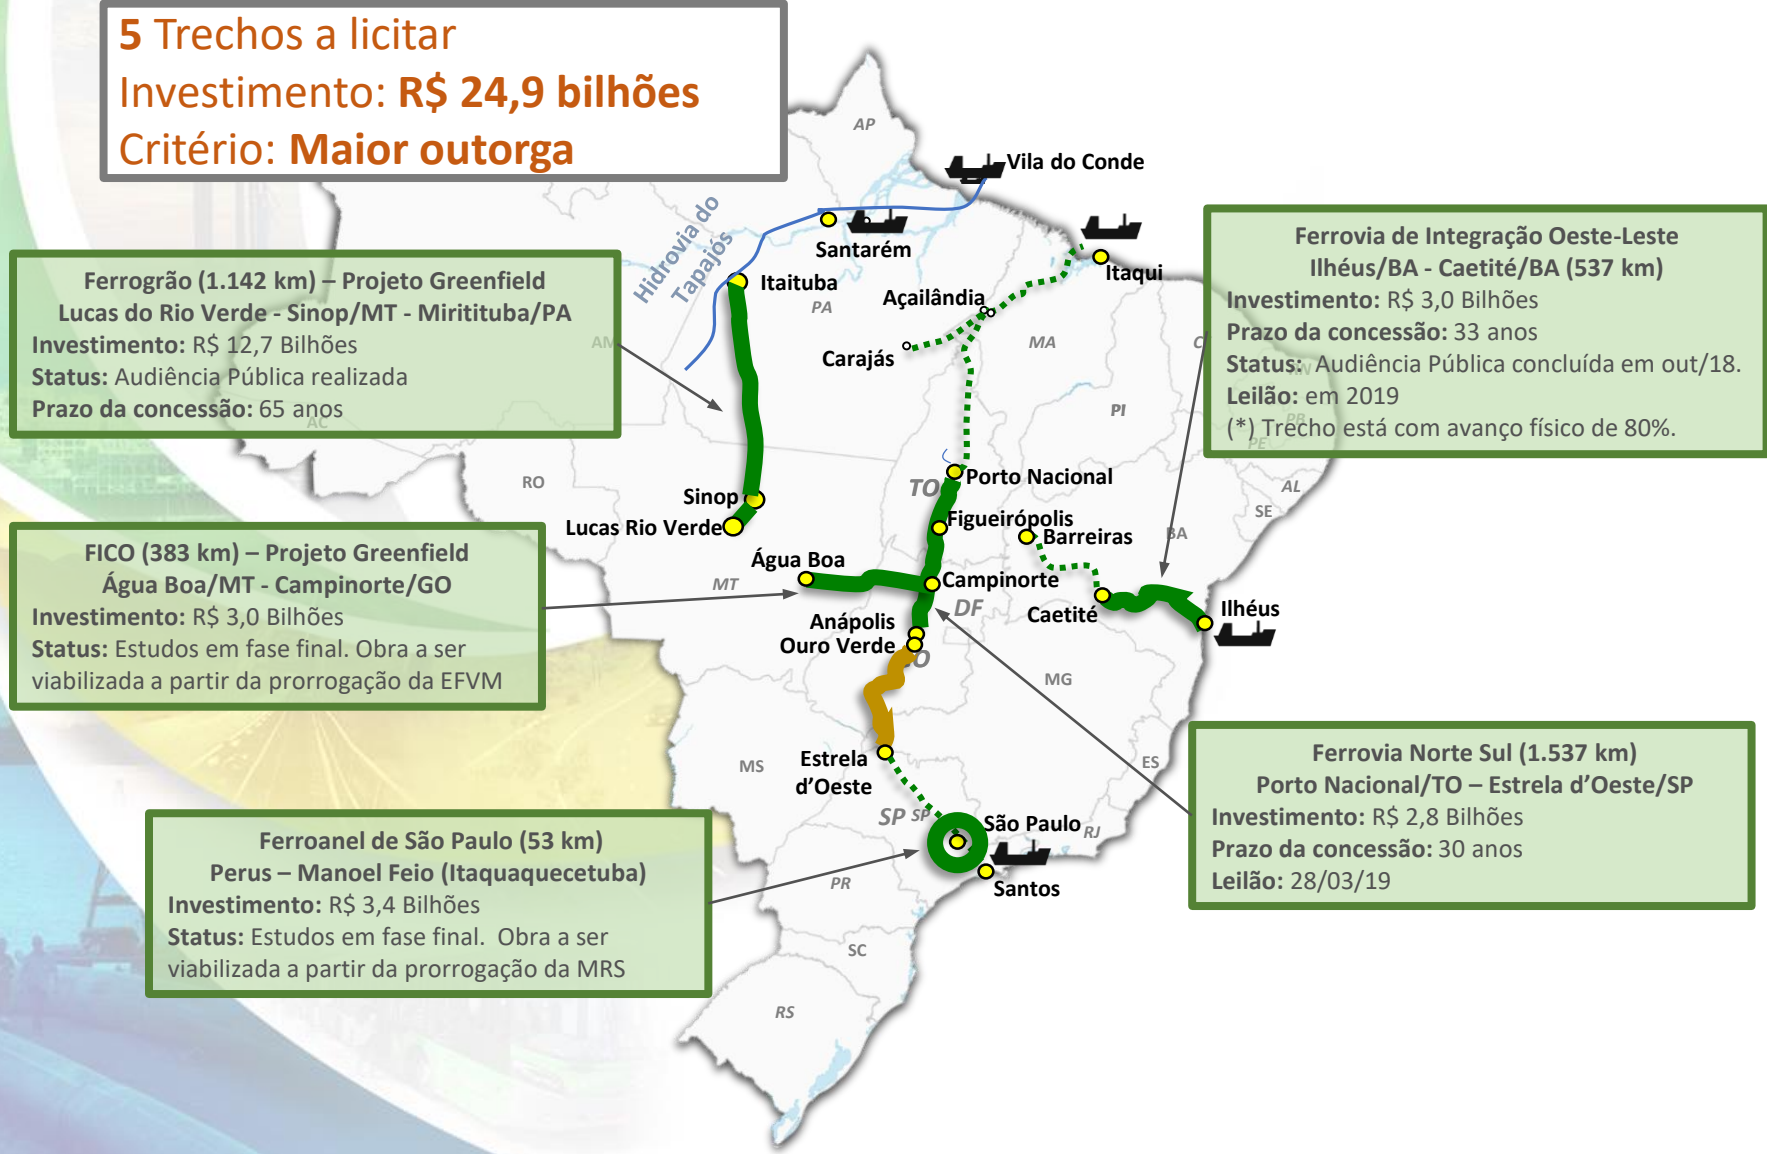 5 Trechos a licitar
Investimento: R$ 24,9 bilhões
Critério: Maior outorga
AP
Vila do Conde
Hidrovia do
Tapajós
Santarém
Itaqui
Itaituba
PA
Açailândia
Carajás
MA
PI
Ferrogrão (1.142 km) – Projeto Greenfield
Lucas do Rio Verde - Sinop/MT - Miritituba/PA
Investimento: R$ 12,7 Bilhões
Status: Audiência Pública realizada
Prazo da concessão: 65 anos
AM
AC
Ferrovia de Integração Oeste-Leste
Ilhéus/BA - Caetité/BA (537 km)
Investimento: R$ 3,0 Bilhões
Prazo da concessão: 33 anos
Status: Audiência Pública concluída em out/18.
Leilão: em 2019
(*) Trecho está com avanço físico de 80%.
RN
PB
PE
AL
SE
BA
RO
Sinop
Lucas Rio Verde
TO
Porto Nacional
Figueirópolis
Barreiras
Água Boa
MT
Campinorte
DF
Caetité
Ilhéus
Anápolis
Ouro Verde
GO
MG
FICO (383 km) – Projeto Greenfield
Água Boa/MT - Campinorte/GO
Investimento: R$ 3,0 Bilhões
Status: Estudos em fase final. Obra a ser
viabilizada a partir da prorrogação da EFVM
Estrela
d’Oeste
MS
ES
Ferrovia Norte Sul (1.537 km)
Porto Nacional/TO – Estrela d’Oeste/SP
Investimento: R$ 2,8 Bilhões
Prazo da concessão: 30 anos
Leilão: 28/03/19
SP
SP
São Paulo
RJ
Santos
Ferroanel de São Paulo (53 km)
Perus – Manoel Feio (Itaquaquecetuba)
Investimento: R$ 3,4 Bilhões
Status: Estudos em fase final. Obra a ser
viabilizada a partir da prorrogação da MRS
PR
SC
RS